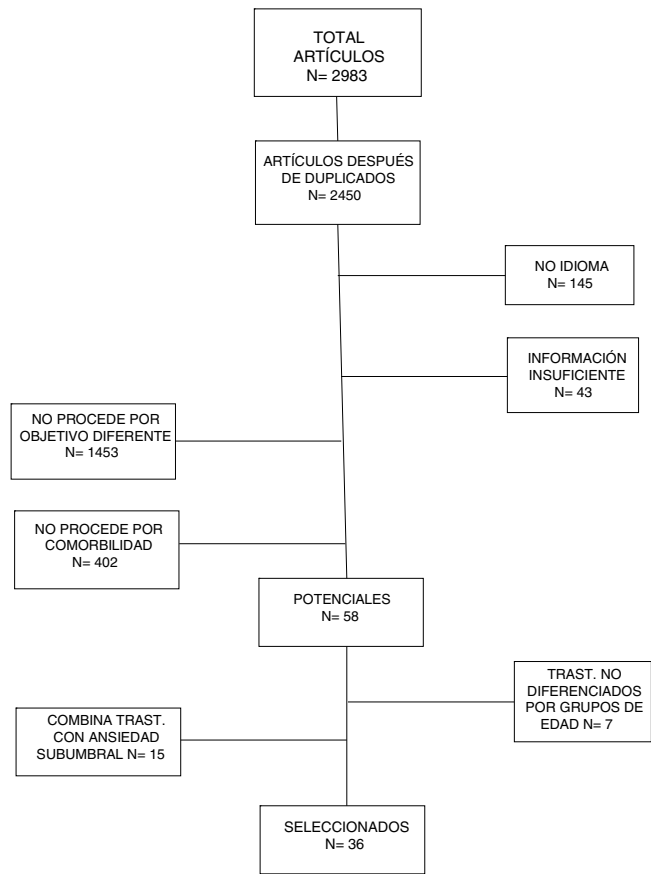 TOTAL
ARTÍCULOS
N= 2983
ARTÍCULOS DESPUÉS
DE DUPLICADOS
N= 2450
NO IDIOMA
N= 145
INFORMACIÓN
INSUFICIENTE
N= 43
NO PROCEDE POR
OBJETIVO DIFERENTE
N= 1453
NO PROCEDE POR
COMORBILIDAD
N= 402
POTENCIALES
N= 58
TRAST. NO
DIFERENCIADOS
POR GRUPOS DE
EDAD N= 7
COMBINA TRAST.
CON ANSIEDAD
SUBUMBRAL N= 15
SELECCIONADOS
N= 36